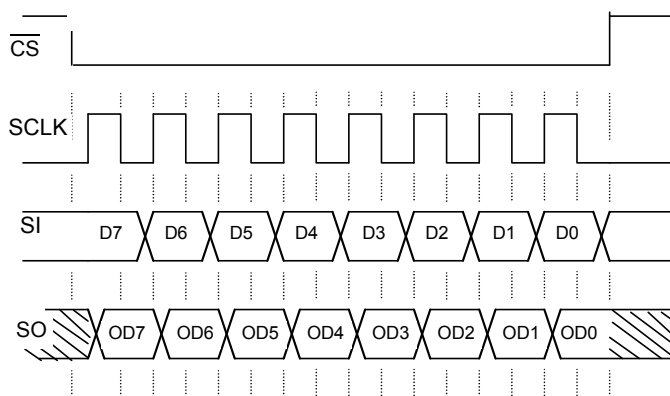 C̅S̅
SCLK
SI D7 D6 D5 D4 D3 D2 D1 D0
SO OD7 OD6 OD5 OD4 OD3 OD2 OD1 OD0